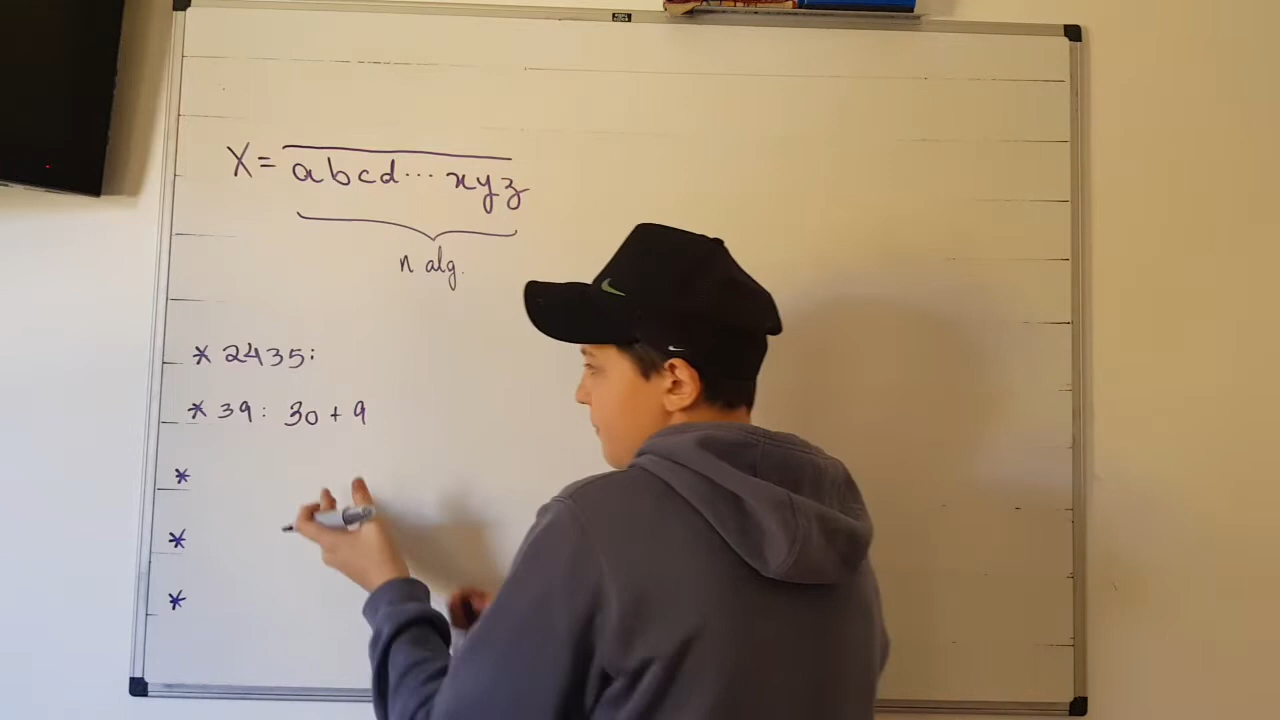 X = abcd... xyz
n alg.
* 2435:
* 39: 30 + 9
*
*
*